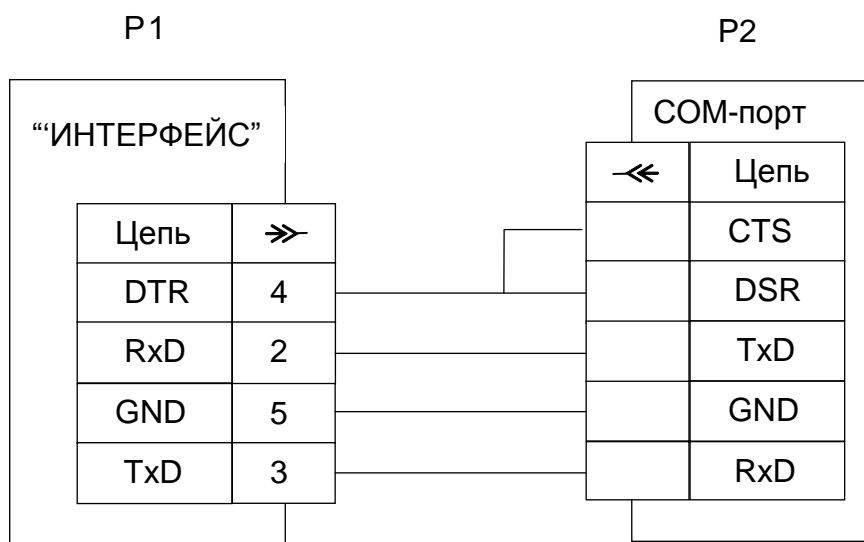 P1
P2
“‘ИНТЕРФЕЙС”
COM-порт
Цепь
Цепь
CTS
DTR 4
DSR
RxD 2
TxD
GND 5
GND
TxD 3
RxD